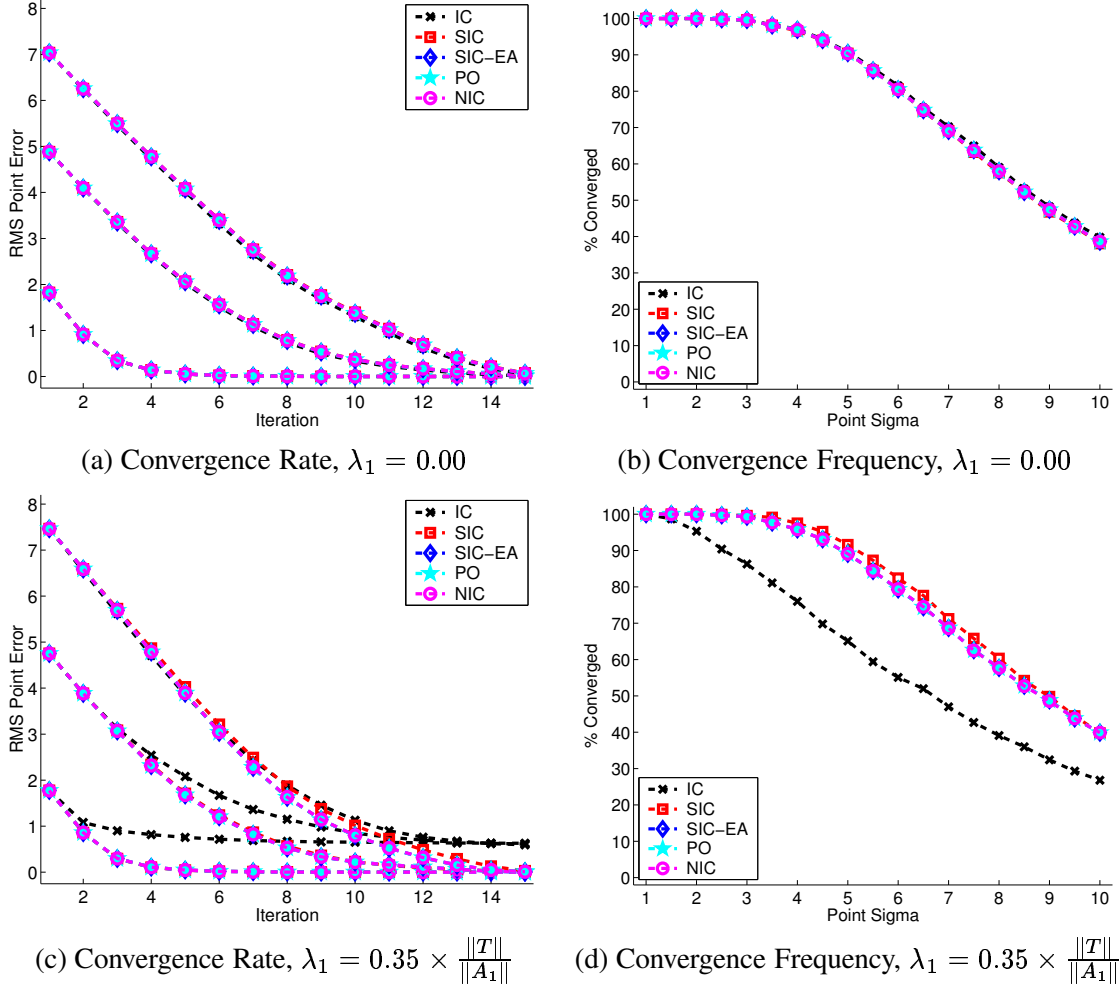 8
7
6
5
4
3
2
1
0
RMS Point Error
2 4 6 8 10 12 14
Iteration
IC
SIC
SIC−EA
PO
NIC
(a) Convergence Rate, λ₁ = 0.00
100
90
80
70
60
50
40
30
20
10
0
% Converged
1 2 3 4 5 6 7 8 9 10
Point Sigma
IC
SIC
SIC−EA
PO
NIC
(b) Convergence Frequency, λ₁ = 0.00
8
7
6
5
4
3
2
1
0
RMS Point Error
2 4 6 8 10 12 14
Iteration
IC
SIC
SIC−EA
PO
NIC
(c) Convergence Rate, λ₁ = 0.35 × ||T|| / ||A₁||
100
90
80
70
60
50
40
30
20
10
0
% Converged
1 2 3 4 5 6 7 8 9 10
Point Sigma
IC
SIC
SIC−EA
PO
NIC
(d) Convergence Frequency, λ₁ = 0.35 × ||T|| / ||A₁||